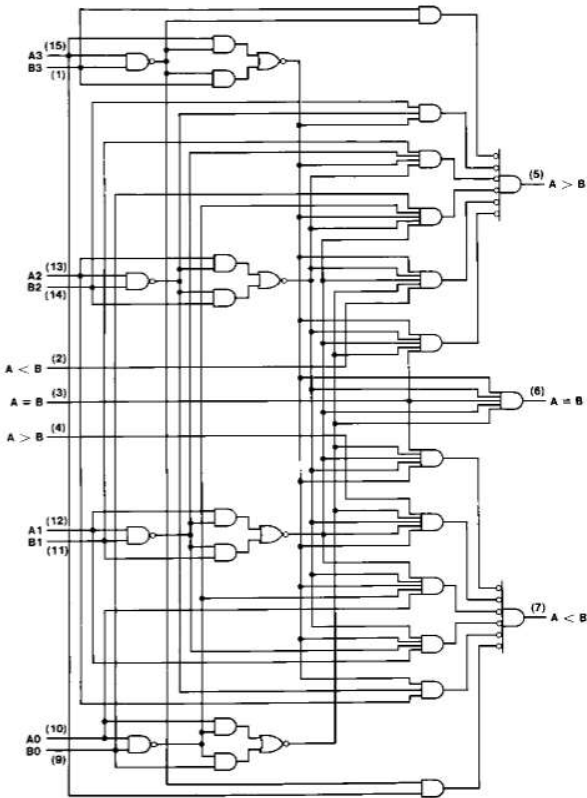 A3 (15)
B3 (1)
(5) A > B
A2 (13)
B2 (14)
A < B (2)
A = B (3)
(6) A = B
A > B (4)
A1 (12)
B1 (11)
(7) A < B
A0 (10)
B0 (9)